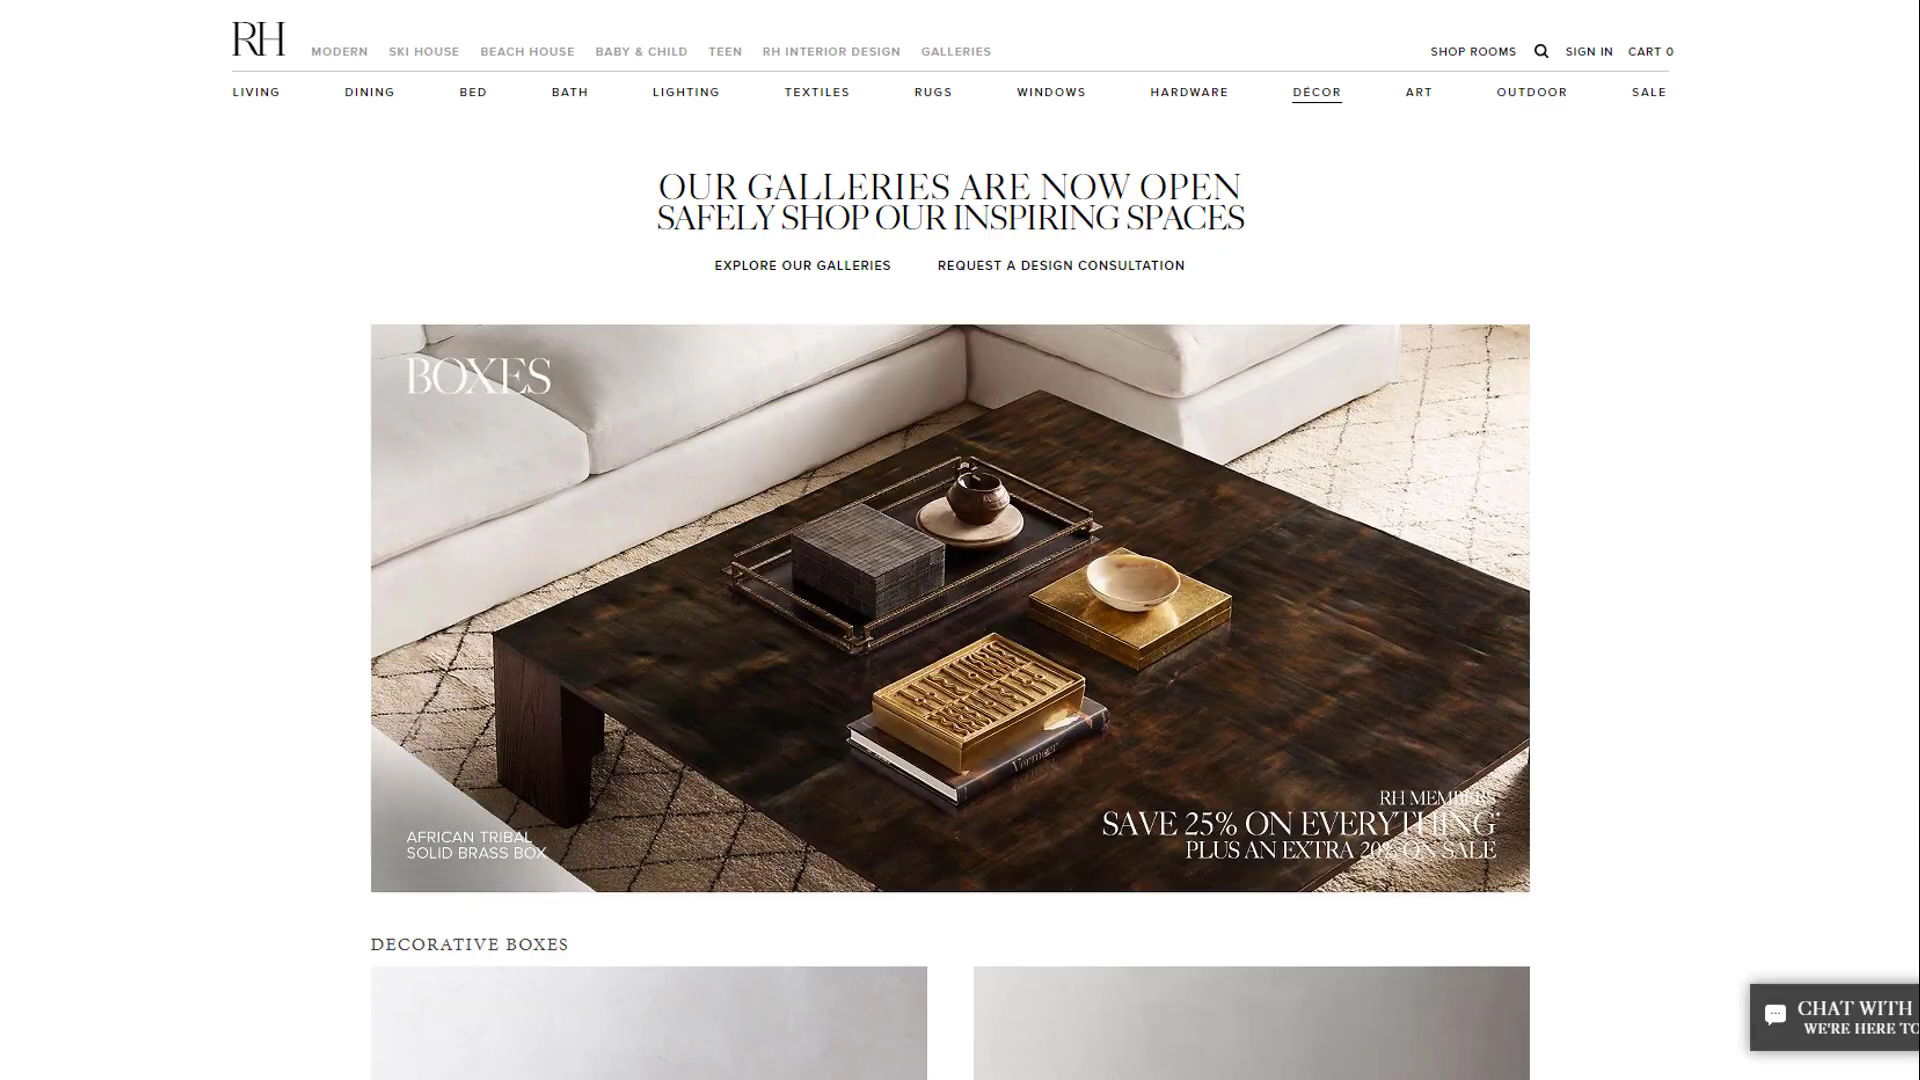 RH
MODERN SKI HOUSE BEACH HOUSE BABY & CHILD TEEN RH INTERIOR DESIGN GALLERIES
SHOP ROOMS SIGN IN CART 0
LIVING DINING BED BATH LIGHTING TEXTILES RUGS WINDOWS HARDWARE DÉCOR ART OUTDOOR SALE
OUR GALLERIES ARE NOW OPEN
SAFELY SHOP OUR INSPIRING SPACES
EXPLORE OUR GALLERIES REQUEST A DESIGN CONSULTATION
BOXES
Vermeer
AFRICAN TRIBAL
SOLID BRASS BOX
RH MEMBERS
SAVE 25% ON EVERYTHING*
PLUS AN EXTRA 20% ON SALE
DECORATIVE BOXES
CHAT WITH
WE'RE HERE TO